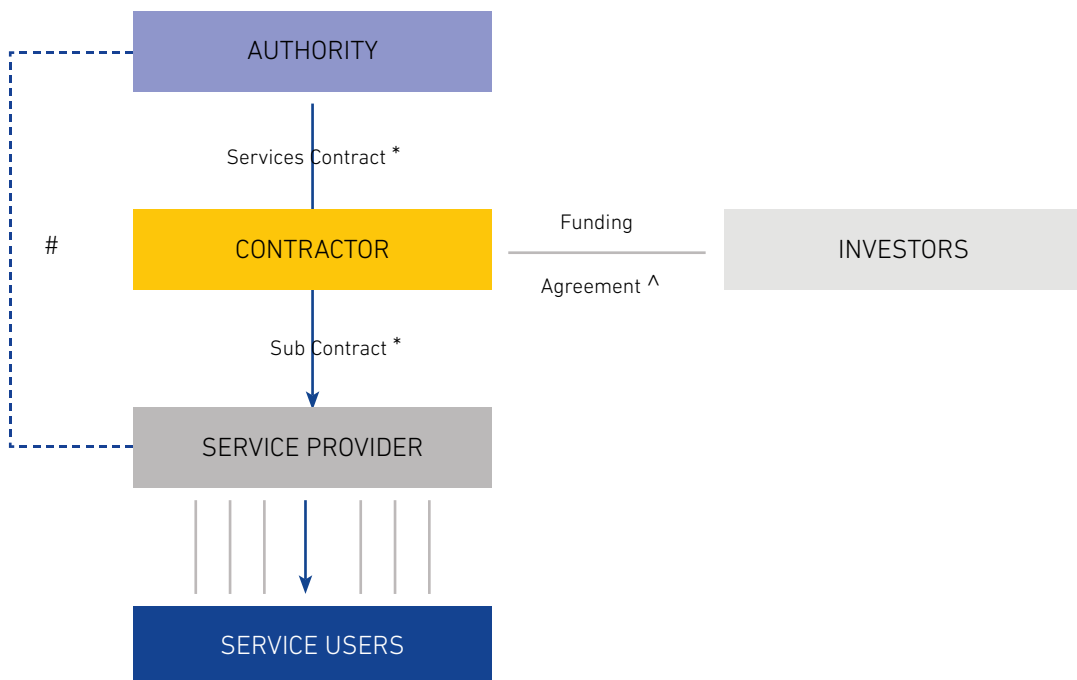 AUTHORITY
Services Contract *
#
CONTRACTOR
Funding
Agreement ^
INVESTORS
Sub Contract *
SERVICE PROVIDER
SERVICE USERS